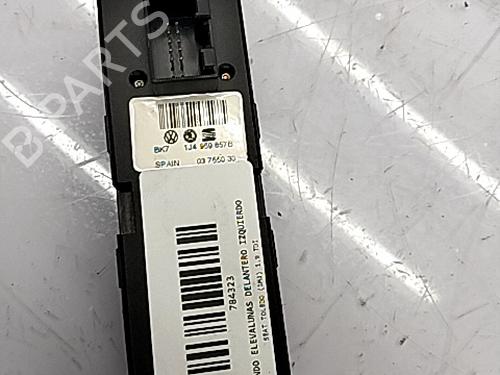 B PARTS
BK7 1J4 959 857B
SPAIN 03 7650 30
784323
NDO ELEVALUNAS DELANTERO IZQUIERDO
SEAT TOLEDO (1M2) 1.9 TDI